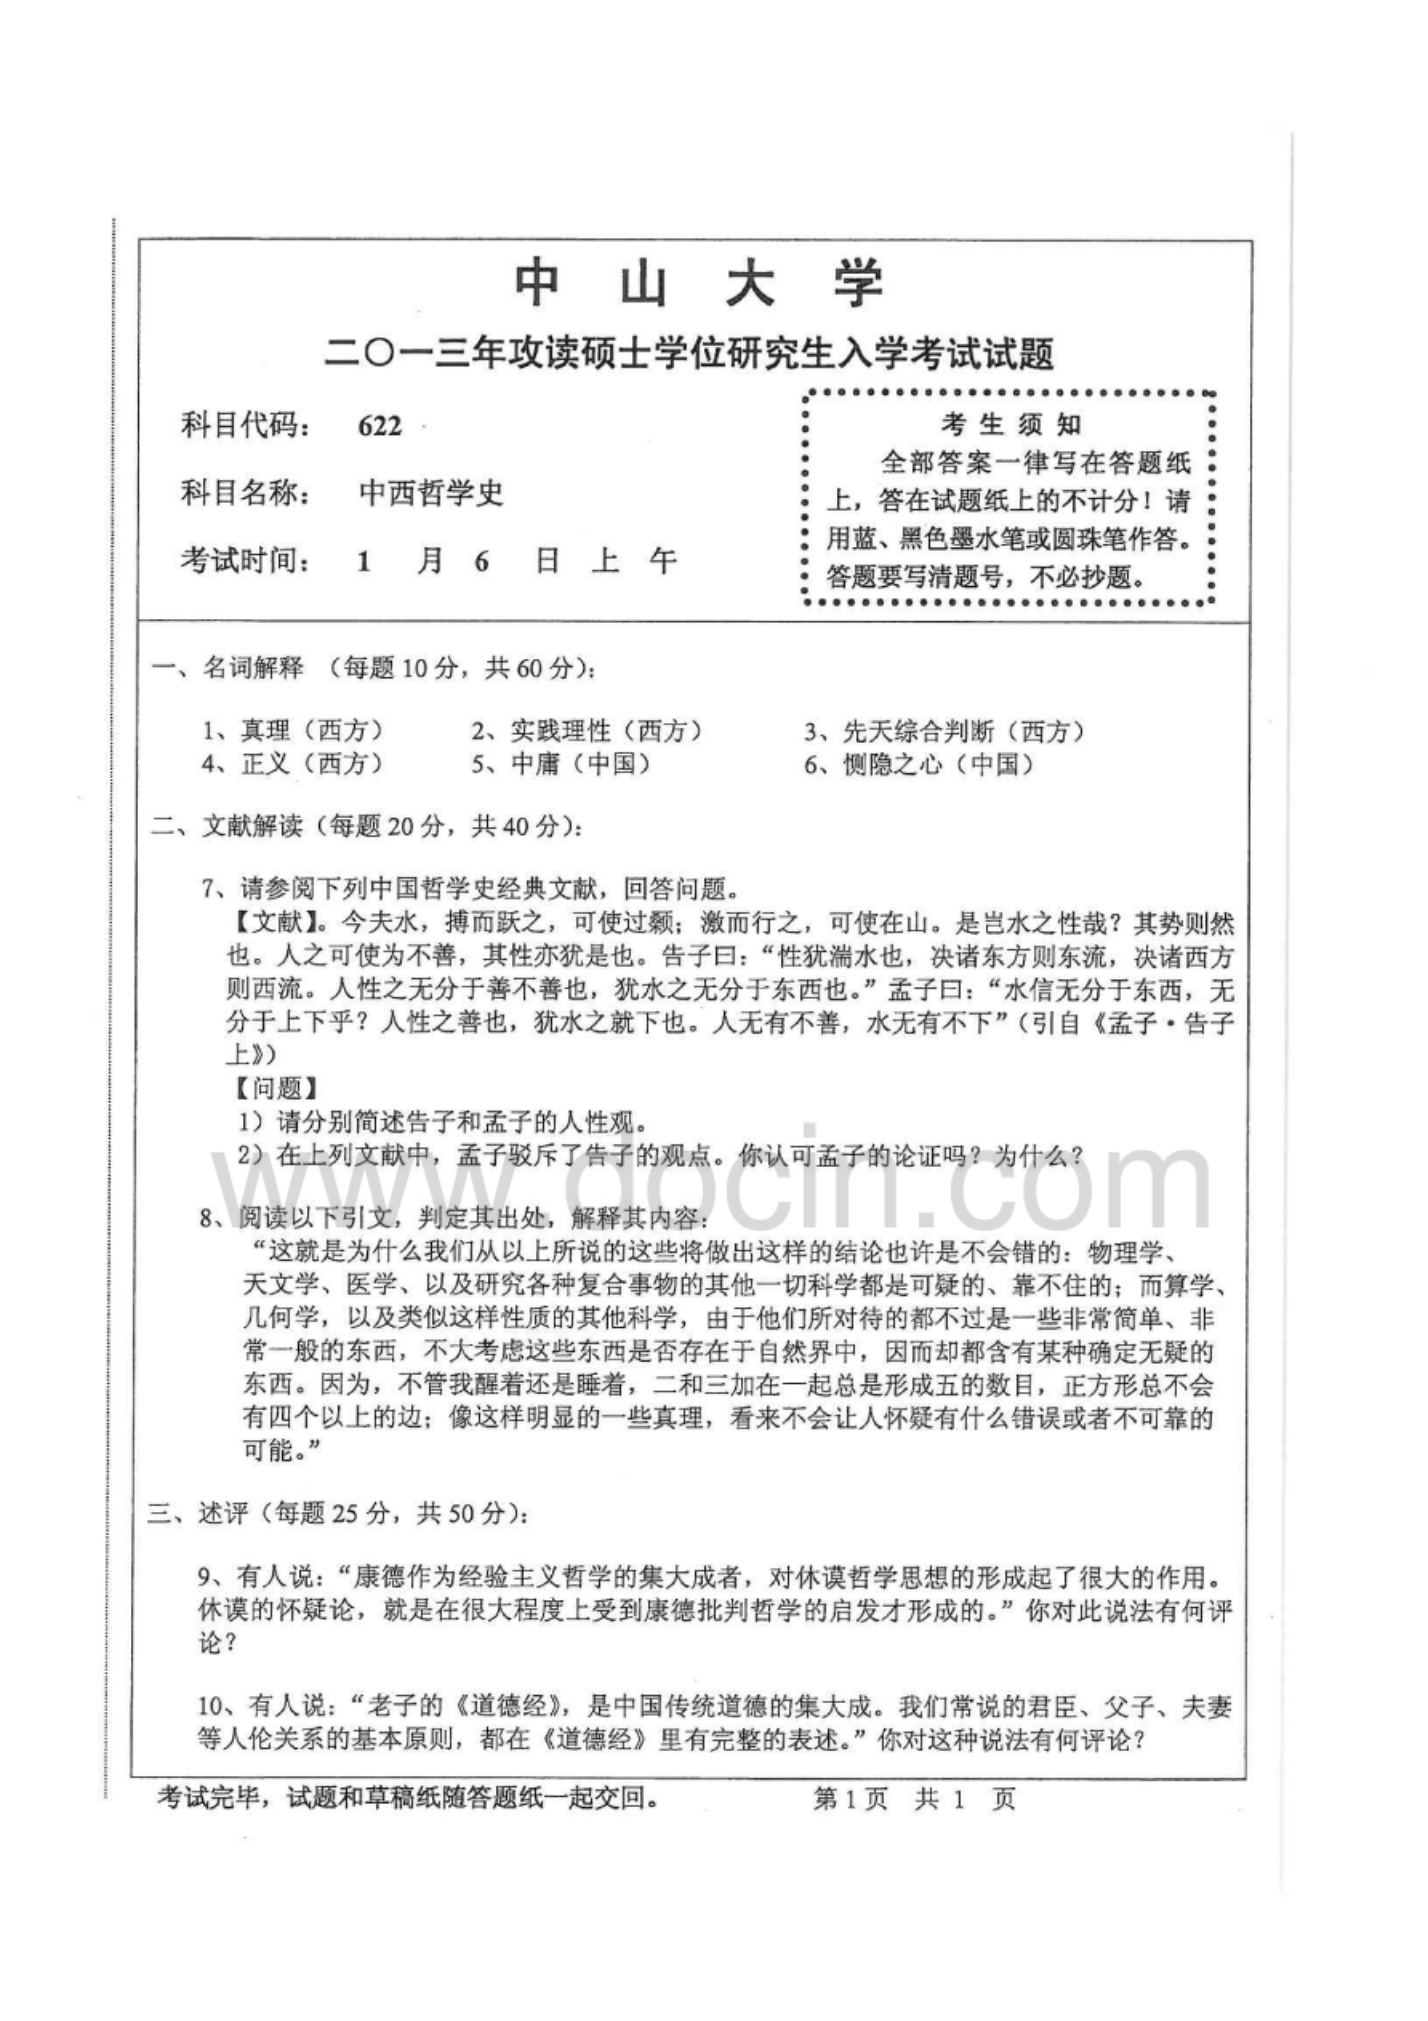 中 山 大 学
二〇一三年攻读硕士学位研究生入学考试试题
科目代码： 622
科目名称： 中西哲学史
考试时间： 1 月 6 日 上 午
考 生 须 知
全部答案一律写在答题纸
上，答在试题纸上的不计分！请
用蓝、黑色墨水笔或圆珠笔作答。
答题要写清题号，不必抄题。
一、名词解释 （每题 10 分，共 60 分）：
1、真理（西方） 2、实践理性（西方） 3、先天综合判断（西方）
4、正义（西方） 5、中庸（中国） 6、恻隐之心（中国）
二、文献解读（每题 20 分，共 40 分）：
7、请参阅下列中国哲学史经典文献，回答问题。
【文献】。今夫水，搏而跃之，可使过颡；激而行之，可使在山。是岂水之性哉？其势则然
也。人之可使为不善，其性亦犹是也。告子曰：“性犹湍水也，决诸东方则东流，决诸西方
则西流。人性之无分于善不善也，犹水之无分于东西也。”孟子曰：“水信无分于东西，无
分于上下乎？人性之善也，犹水之就下也。人无有不善，水无有不下”（引自《孟子·告子
上》）
【问题】
1）请分别简述告子和孟子的人性观。
2）在上列文献中，孟子驳斥了告子的观点。你认可孟子的论证吗？为什么？
www.docin.com
8、阅读以下引文，判定其出处，解释其内容：
“这就是为什么我们从以上所说的这些将做出这样的结论也许是不会错的：物理学、
天文学、医学、以及研究各种复合事物的其他一切科学都是可疑的、靠不住的；而算学、
几何学，以及类似这样性质的其他科学，由于他们所对待的都不过是一些非常简单、非
常一般的东西，不大考虑这些东西是否存在于自然界中，因而却都含有某种确定无疑的
东西。因为，不管我醒着还是睡着，二和三加在一起总是形成五的数目，正方形总不会
有四个以上的边；像这样明显的一些真理，看来不会让人怀疑有什么错误或者不可靠的
可能。”
三、述评（每题 25 分，共 50 分）：
9、有人说：“康德作为经验主义哲学的集大成者，对休谟哲学思想的形成起了很大的作用。
休谟的怀疑论，就是在很大程度上受到康德批判哲学的启发才形成的。”你对此说法有何评
论？
10、有人说：“老子的《道德经》，是中国传统道德的集大成。我们常说的君臣、父子、夫妻
等人伦关系的基本原则，都在《道德经》里有完整的表述。”你对这种说法有何评论？
考试完毕，试题和草稿纸随答题纸一起交回。 第 1 页 共 1 页